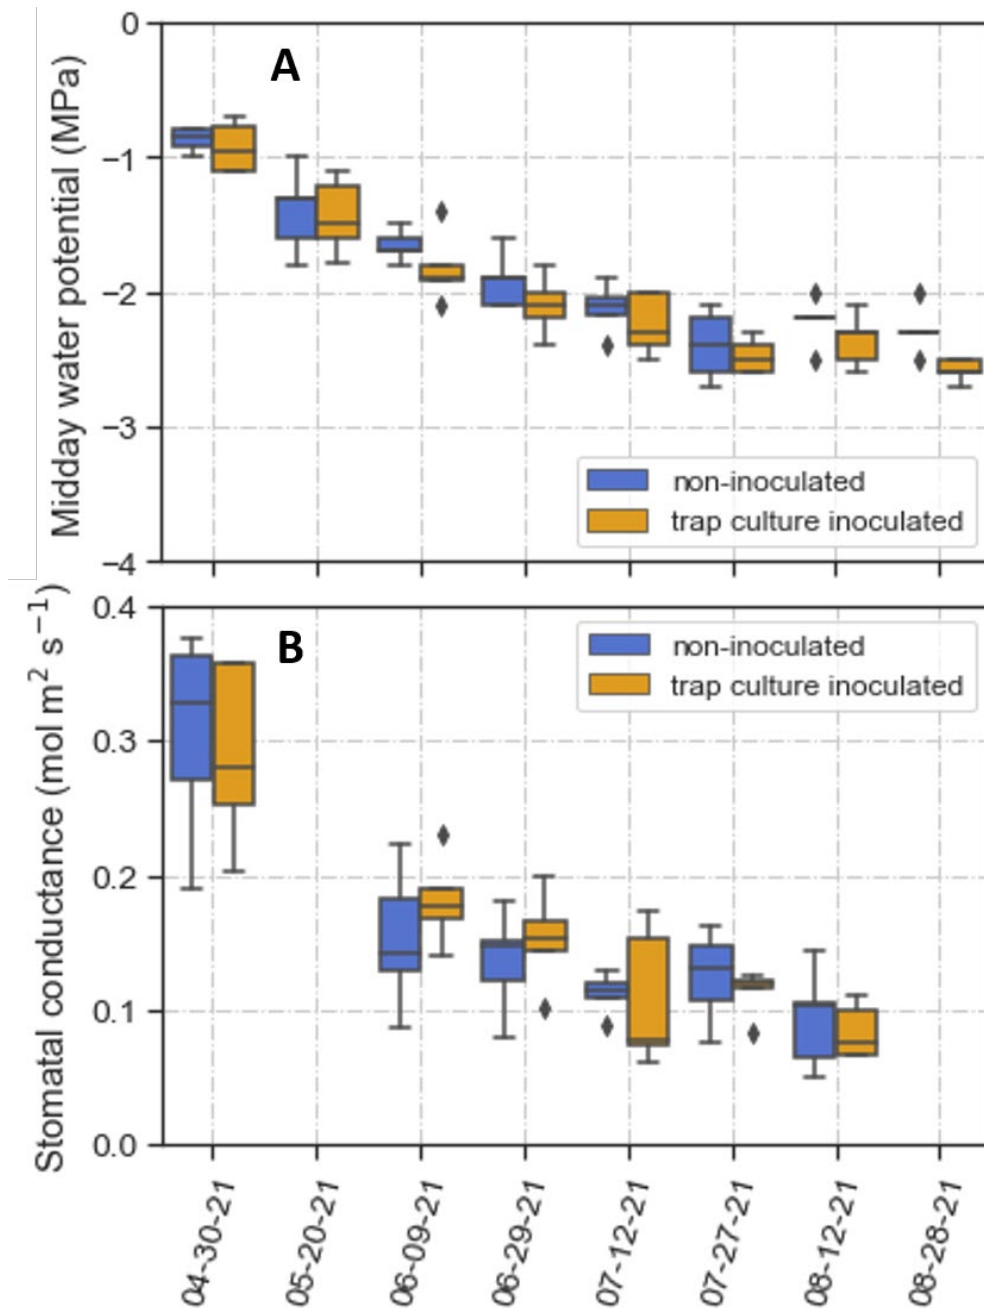 A
Midday water potential (MPa)
0
−1
−2
−3
−4
non-inoculated
trap culture inoculated
B
Stomatal conductance (mol m² s⁻¹)
0.4
0.3
0.2
0.1
0.0
non-inoculated
trap culture inoculated
04-30-21
05-20-21
06-09-21
06-29-21
07-12-21
07-27-21
08-12-21
08-28-21